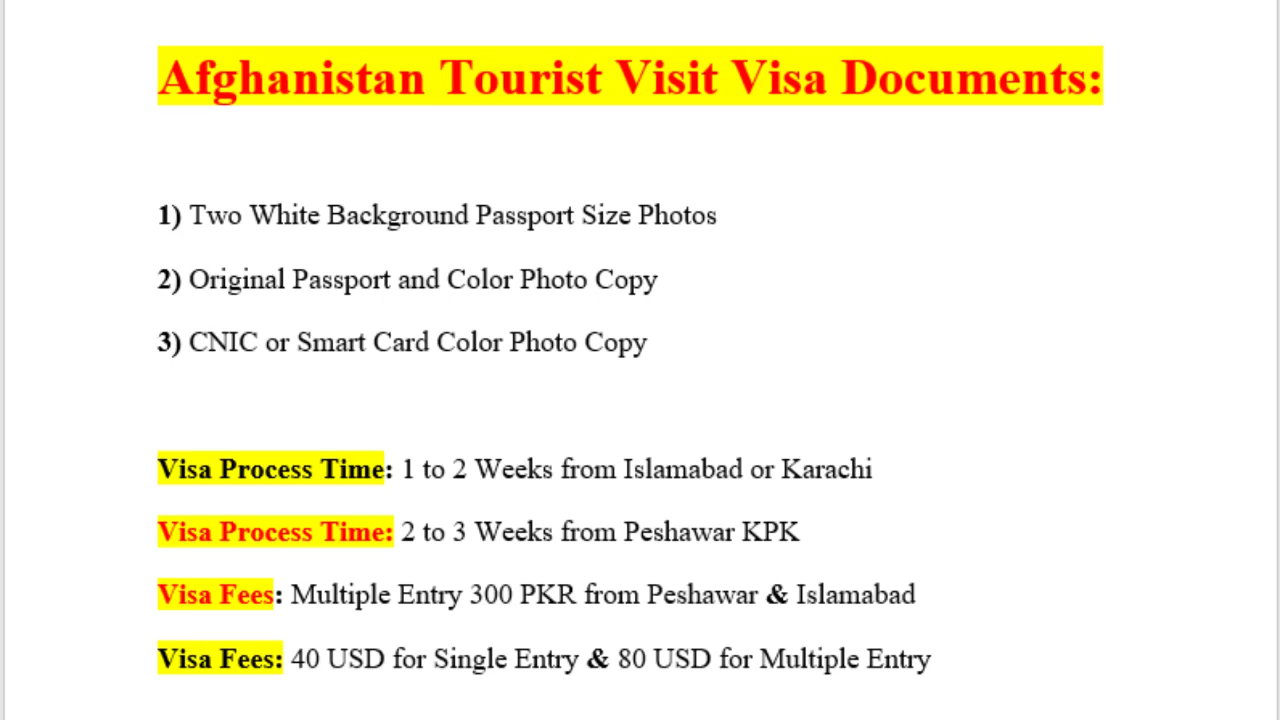 Afghanistan Tourist Visit Visa Documents:
1) Two White Background Passport Size Photos
2) Original Passport and Color Photo Copy
3) CNIC or Smart Card Color Photo Copy
Visa Process Time: 1 to 2 Weeks from Islamabad or Karachi
Visa Process Time: 2 to 3 Weeks from Peshawar KPK
Visa Fees: Multiple Entry 300 PKR from Peshawar & Islamabad
Visa Fees: 40 USD for Single Entry & 80 USD for Multiple Entry